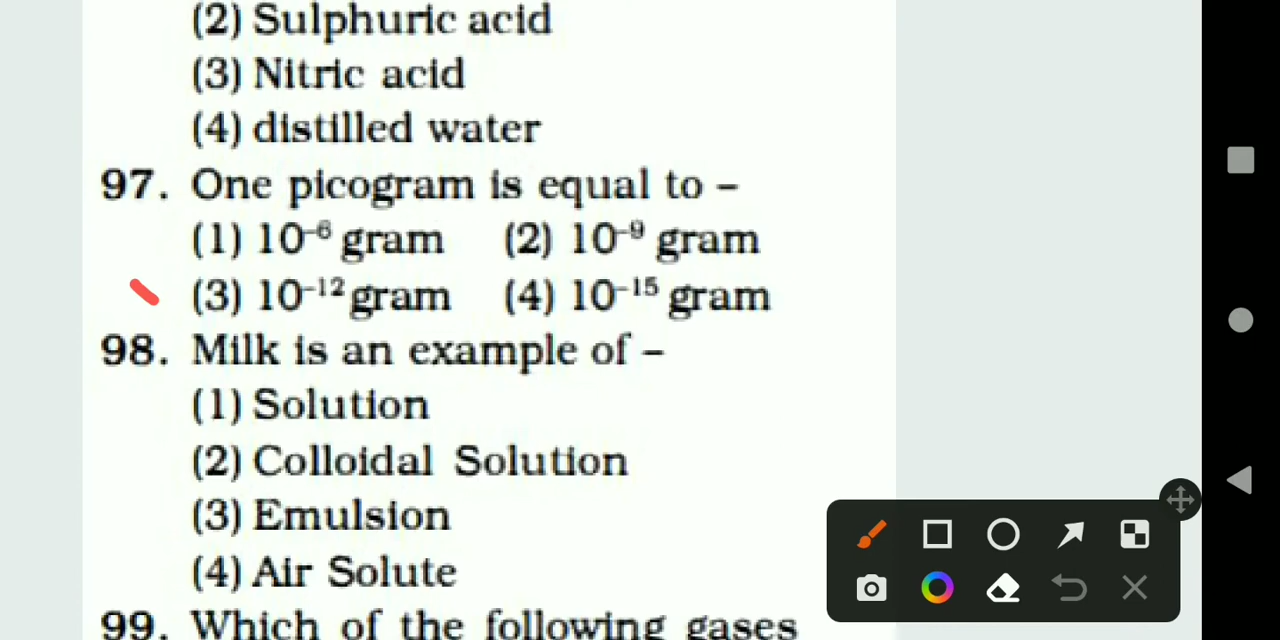 (2) Sulphuric acid
(3) Nitric acid
(4) distilled water
97. One picogram is equal to –
(1) 10⁻⁶ gram (2) 10⁻⁹ gram
(3) 10⁻¹² gram (4) 10⁻¹⁵ gram
98. Milk is an example of –
(1) Solution
(2) Colloidal Solution
(3) Emulsion
(4) Air Solute
99. Which of the following gases